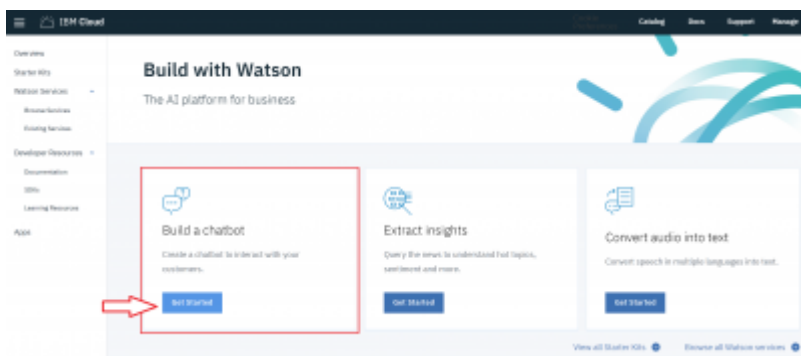 IBM Cloud
Catalog Docs Support Manage
Overview
Starter Kits
Watson Services
Browse Services
Existing Services
Developer Resources
Documentation
SDKs
Learning Resources
Apps
Build with Watson
The AI platform for business
Build a chatbot
Create a chatbot to interact with your
customers.
Get Started
Extract insights
Query the news to understand hot topics,
sentiment and more.
Get Started
Convert audio into text
Convert speech in multiple languages into text.
Get Started
View all Starter Kits
Browse all Watson services